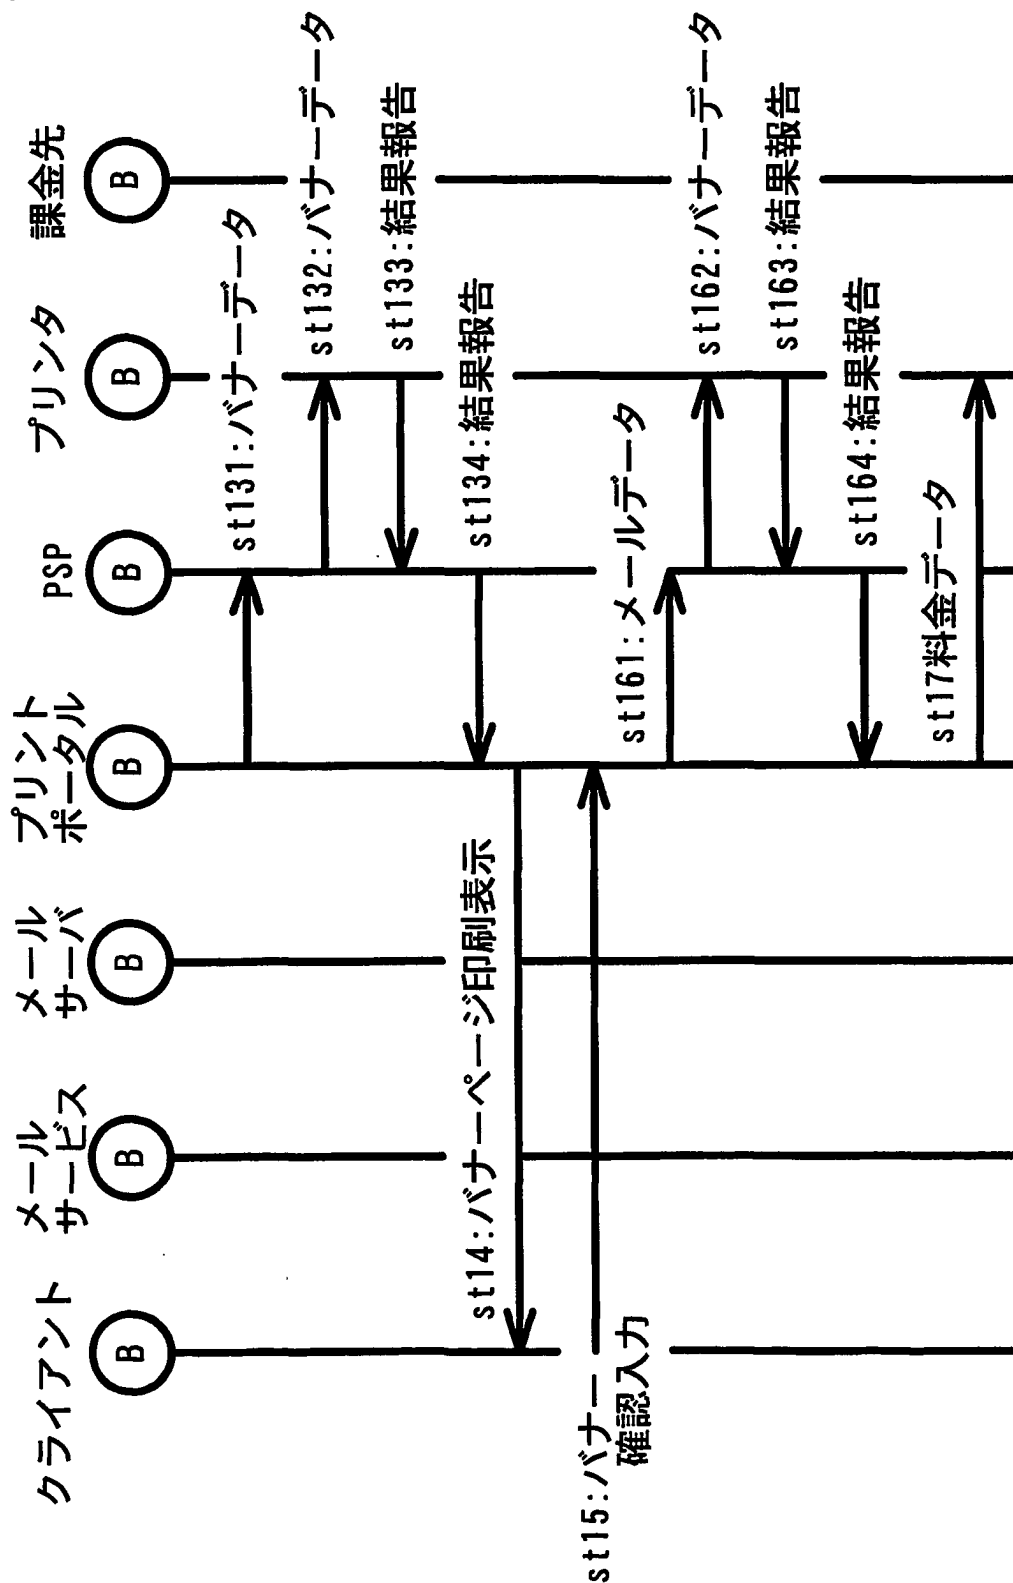 クライアント
メール
サービス
メール
サーバ
プリント
ポータル
PSP
プリンタ
課金先
B
B
B
B
B
B
B
st131:バナーデータ
st132:バナーデータ
st133:結果報告
st134:結果報告
st14:バナーページ印刷表示
st15:バナー
確認入力
st161:メールデータ
st162:バナーデータ
st163:結果報告
st164:結果報告
st17料金データ